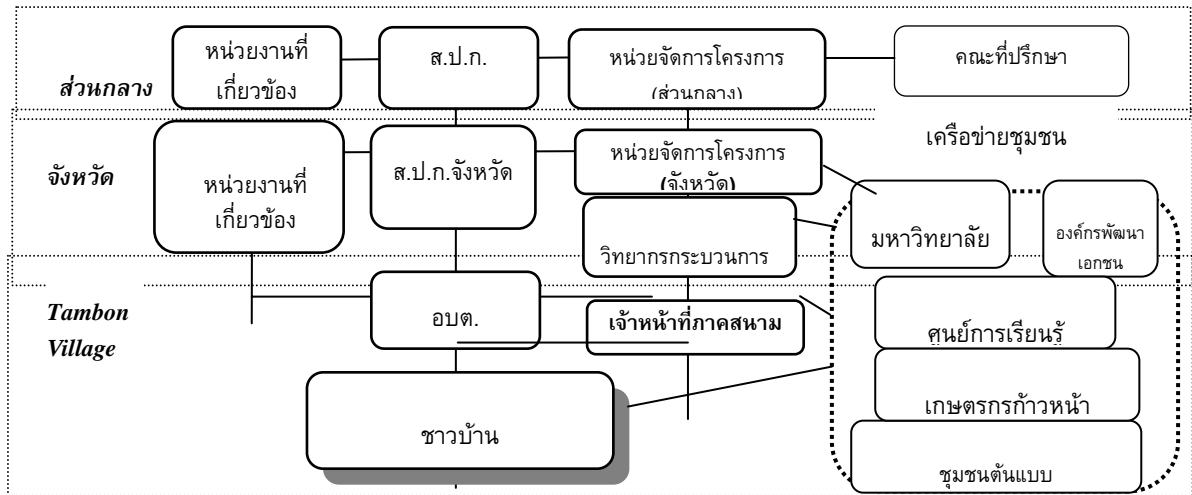 ส่วนกลาง
หน่วยงานที่
เกี่ยวข้อง
ส.ป.ก.
หน่วยจัดการโครงการ
(ส่วนกลาง)
คณะที่ปรึกษา
จังหวัด
หน่วยงานที่
เกี่ยวข้อง
ส.ป.ก.จังหวัด
หน่วยจัดการโครงการ
(จังหวัด)
วิทยากรกระบวนการ
เครือข่ายชุมชน
มหาวิทยาลัย
องค์กรพัฒนา
เอกชน
Tambon
Village
อบต.
เจ้าหน้าที่ภาคสนาม
ศูนย์การเรียนรู้
เกษตรกรก้าวหน้า
ชาวบ้าน
ชุมชนต้นแบบ